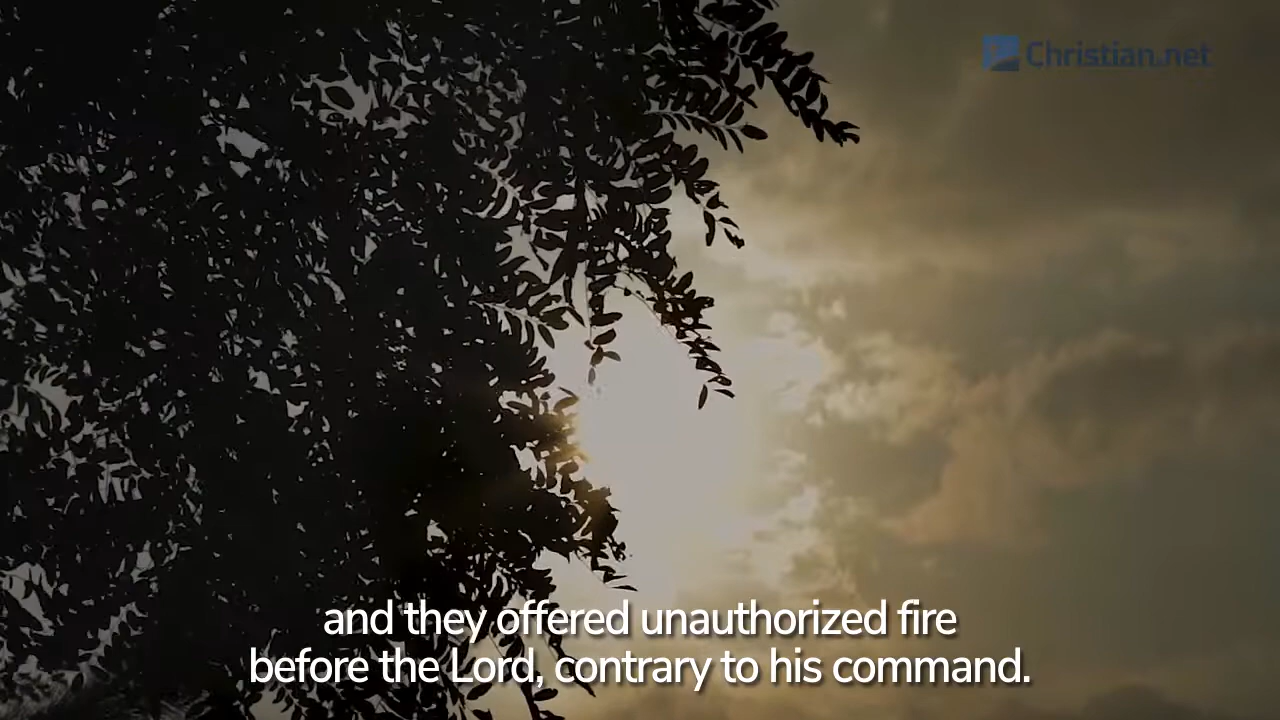 Christian.net
and they offered unauthorized fire
before the Lord, contrary to his command.